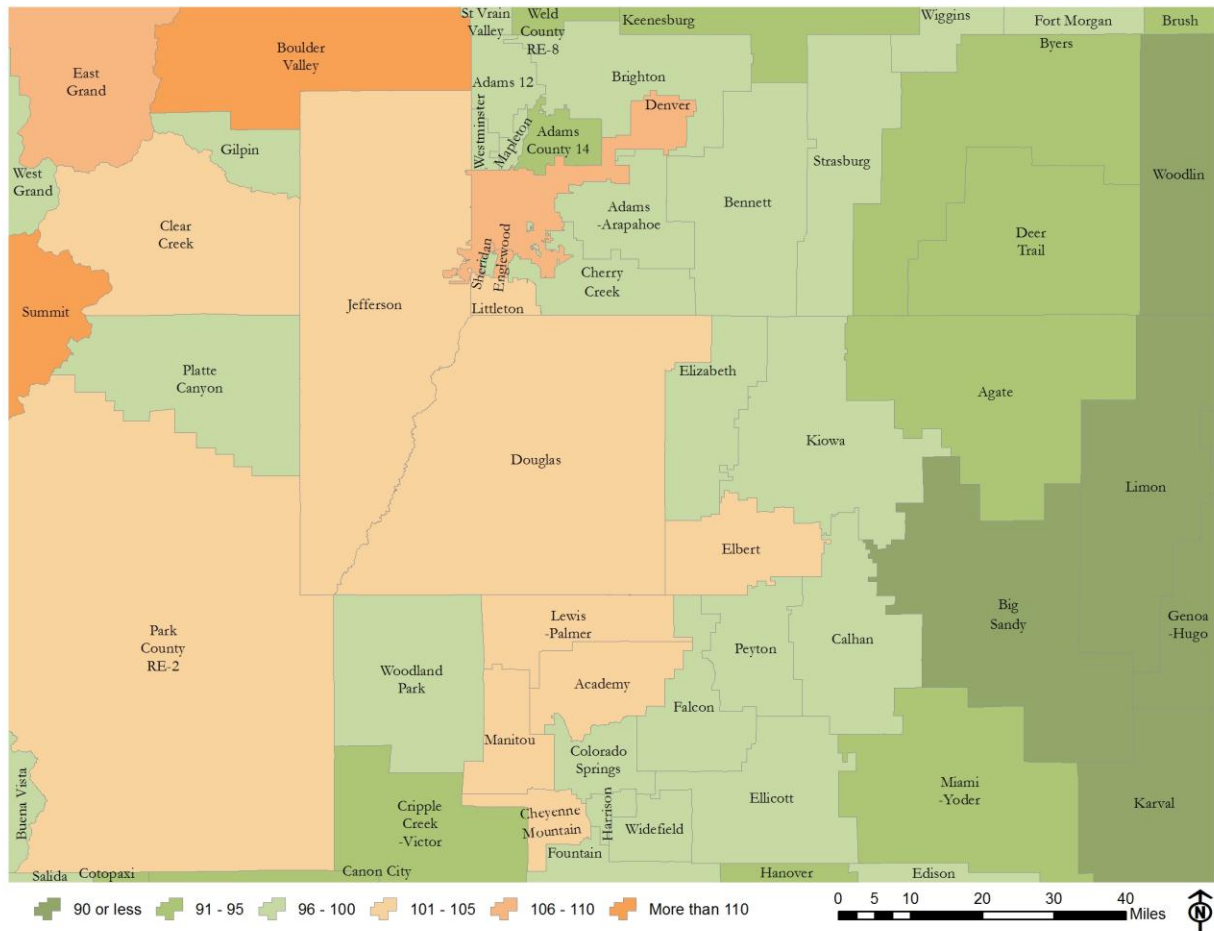 St Vrain
Valley
Weld
County
RE-8
Keenesburg
Wiggins
Fort Morgan
Brush
Boulder
Valley
Byers
East
Grand
Adams 12
Brighton
Denver
Westminster
Mapleton
Adams
County 14
Gilpin
Strasburg
West
Grand
Woodlin
Clear
Creek
Adams
-Arapahoe
Bennett
Deer
Trail
Sheridan
Englewood
Cherry
Creek
Summit
Jefferson
Littleton
Platte
Canyon
Elizabeth
Agate
Kiowa
Douglas
Limon
Elbert
Park
County
RE-2
Lewis
-Palmer
Big
Sandy
Genoa
-Hugo
Peyton
Calhan
Woodland
Park
Academy
Falcon
Manitou
Colorado
Springs
Buena Vista
Cripple
Creek
-Victor
Cheyenne
Mountain
Harrison
Widefield
Ellicott
Miami
-Yoder
Karval
Fountain
Salida
Cotopaxi
Canon City
Hanover
Edison
90 or less
91 - 95
96 - 100
101 - 105
106 - 110
More than 110
0 5 10 20 30 40
Miles
N